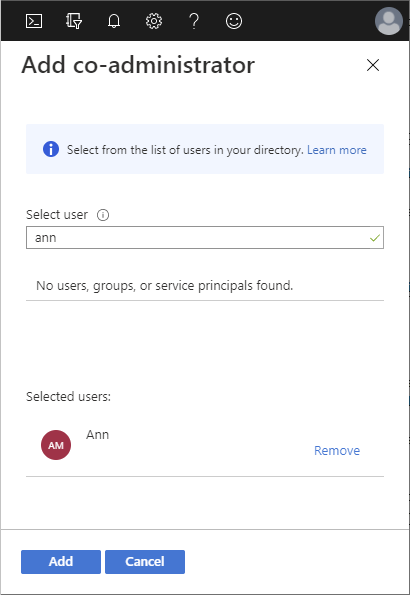 Add co-administrator
Select from the list of users in your directory. Learn more
Select user
ann
No users, groups, or service principals found.
Selected users:
AM
Ann
Remove
Add
Cancel